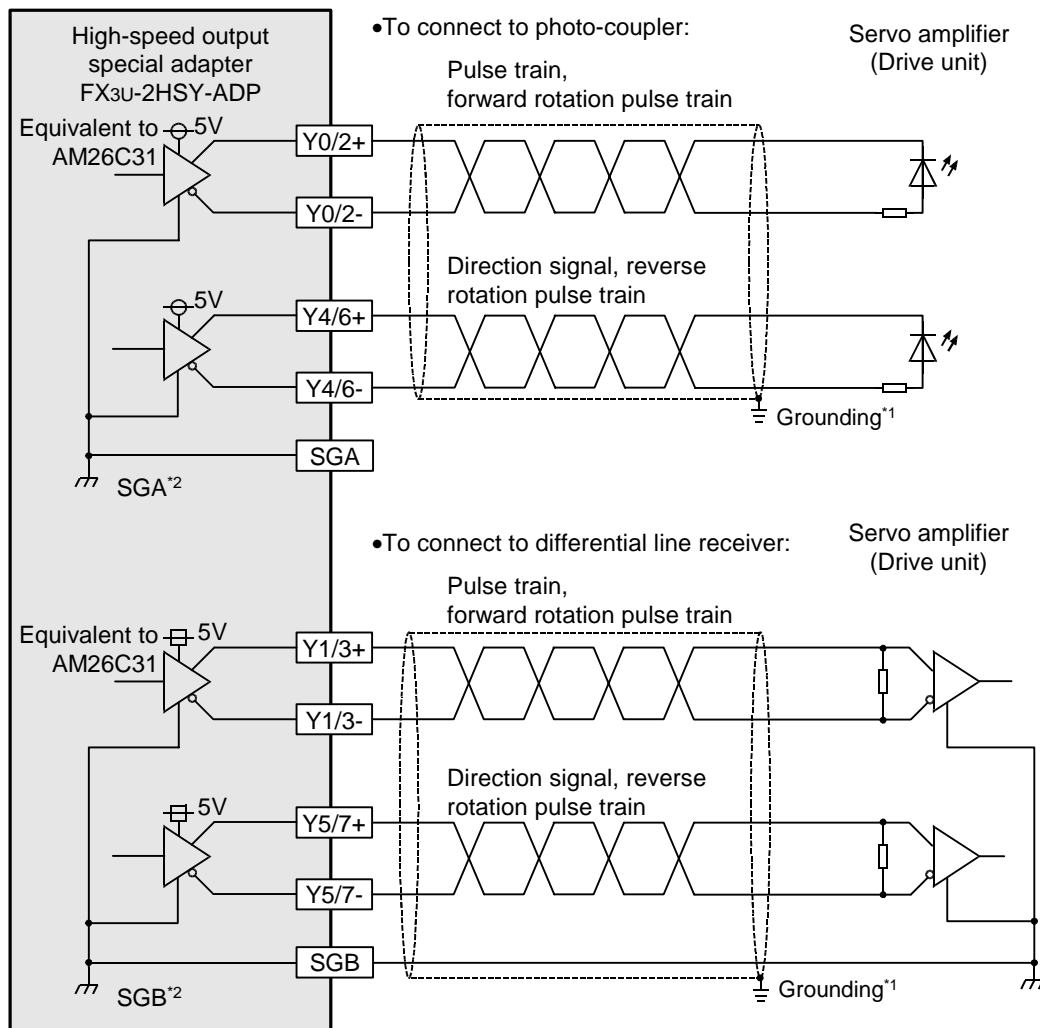 High-speed output
special adapter
FX3U-2HSY-ADP
•To connect to photo-coupler:
Servo amplifier
(Drive unit)
Pulse train,
forward rotation pulse train
Equivalent to
AM26C31
5V
Y0/2+
Y0/2-
Direction signal, reverse
rotation pulse train
5V
Y4/6+
Y4/6-
Grounding*1
SGA
SGA*2
•To connect to differential line receiver:
Servo amplifier
(Drive unit)
Pulse train,
forward rotation pulse train
Equivalent to
AM26C31
5V
Y1/3+
Y1/3-
Direction signal, reverse
rotation pulse train
5V
Y5/7+
Y5/7-
SGB
SGB*2
Grounding*1